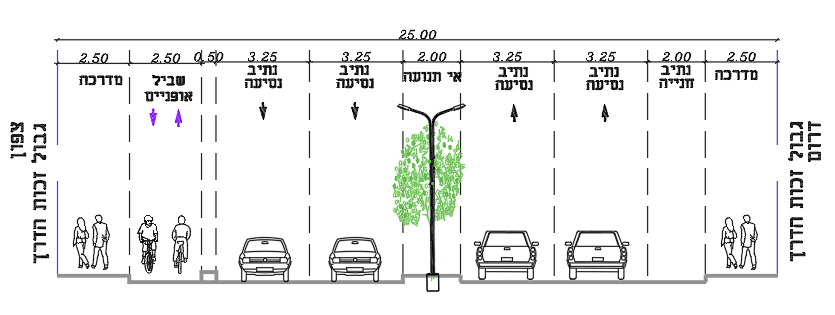 25.00
2.50 2.50 0.50 3.25 3.25 2.00 3.25 3.25 2.00 2.50
מדרכה
שביל
אופניים
נתיב
נסיעה
נתיב
נסיעה
אי תנועה
נתיב
נסיעה
נתיב
נסיעה
נתיב
חנייה
מדרכה
צפון
גבול זכות הדרך
גבול זכות הדרך
דרום